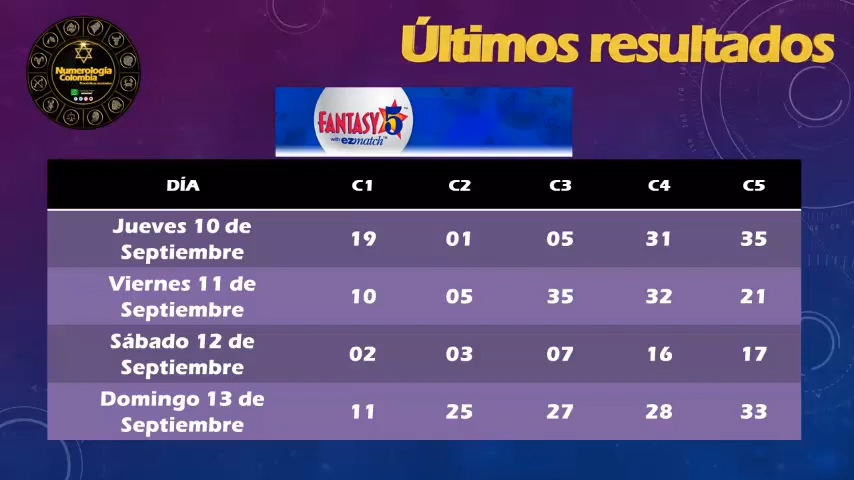 Últimos resultados
Numerología
Colombia
FANTASY 5
with ezmatch™
DÍA C1 C2 C3 C4 C5
Jueves 10 de
Septiembre
19 01 05 31 35
Viernes 11 de
Septiembre
10 05 35 32 21
Sábado 12 de
Septiembre
02 03 07 16 17
Domingo 13 de
Septiembre
11 25 27 28 33